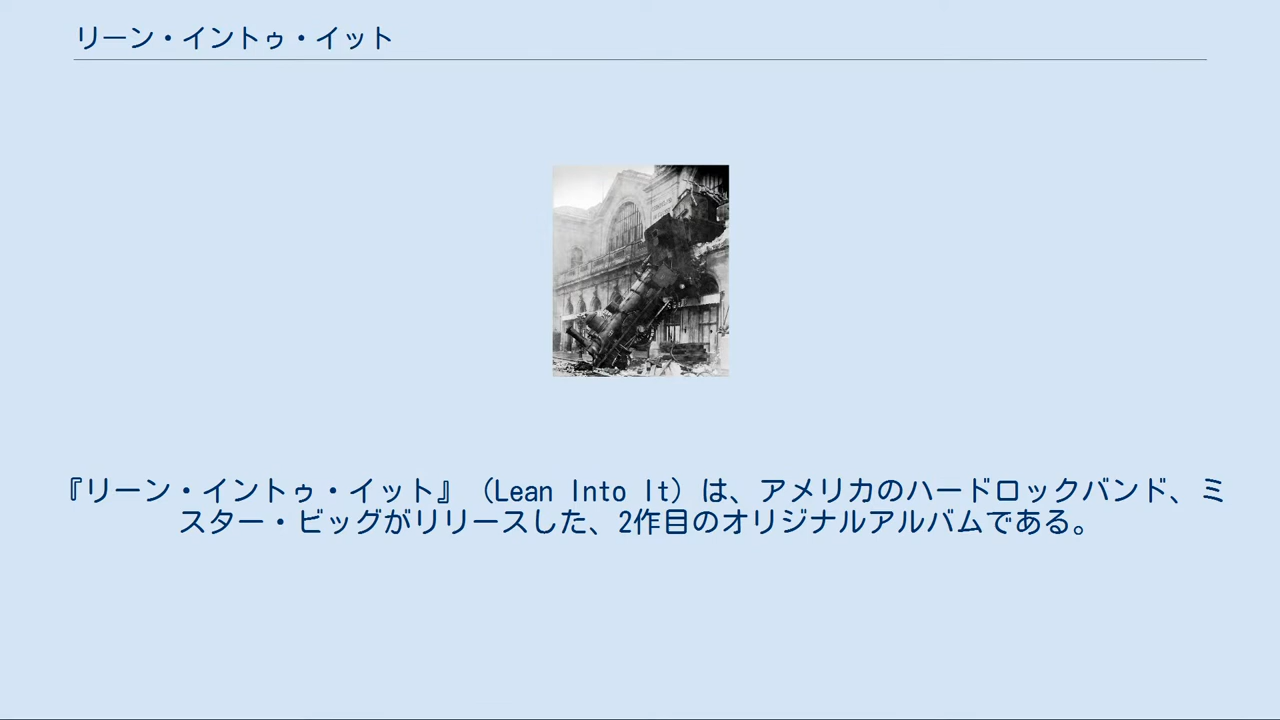 リーン・イントゥ・イット
『リーン・イントゥ・イット』（Lean Into It）は、アメリカのハードロックバンド、ミ
スター・ビッグがリリースした、2作目のオリジナルアルバムである。